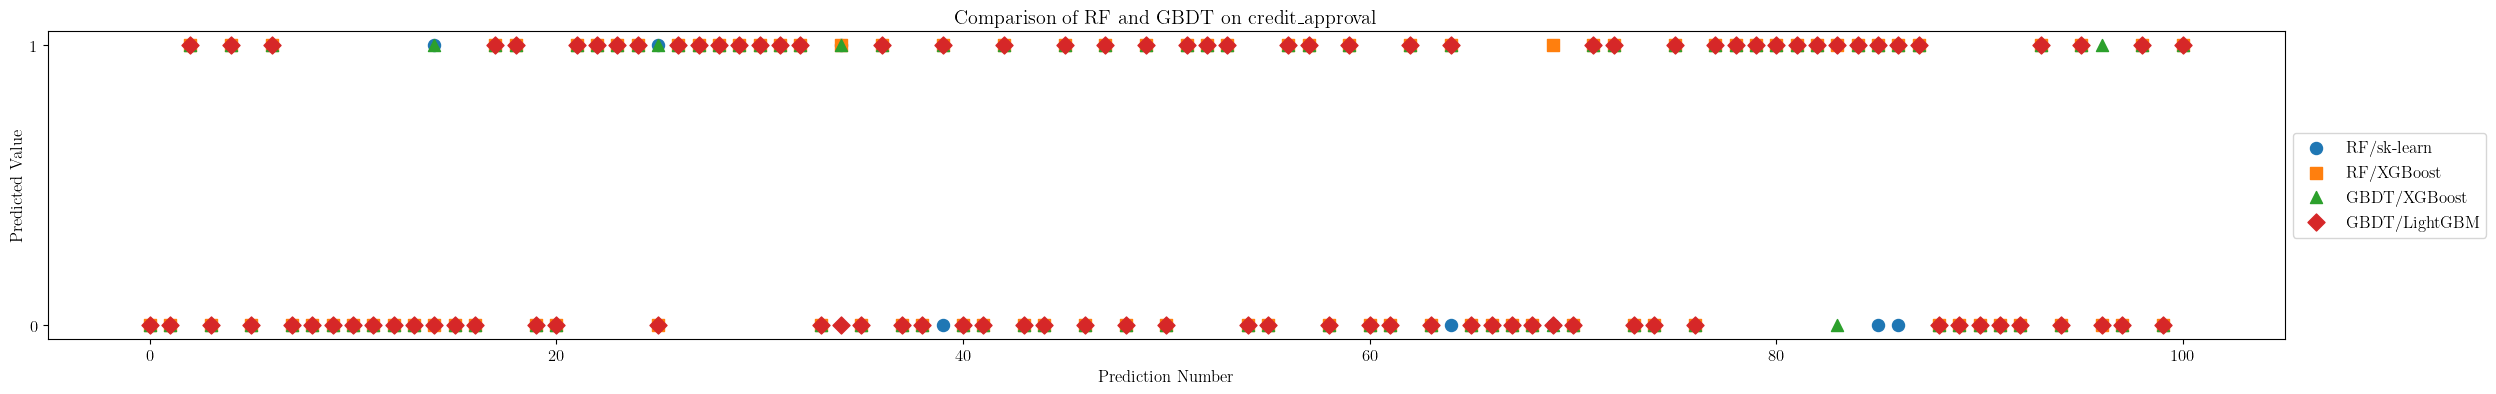 Comparison of RF and GBDT on credit_approval
Predicted Value
1
0
0 20 40 60 80 100
Prediction Number
RF/sk-learn
RF/XGBoost
GBDT/XGBoost
GBDT/LightGBM